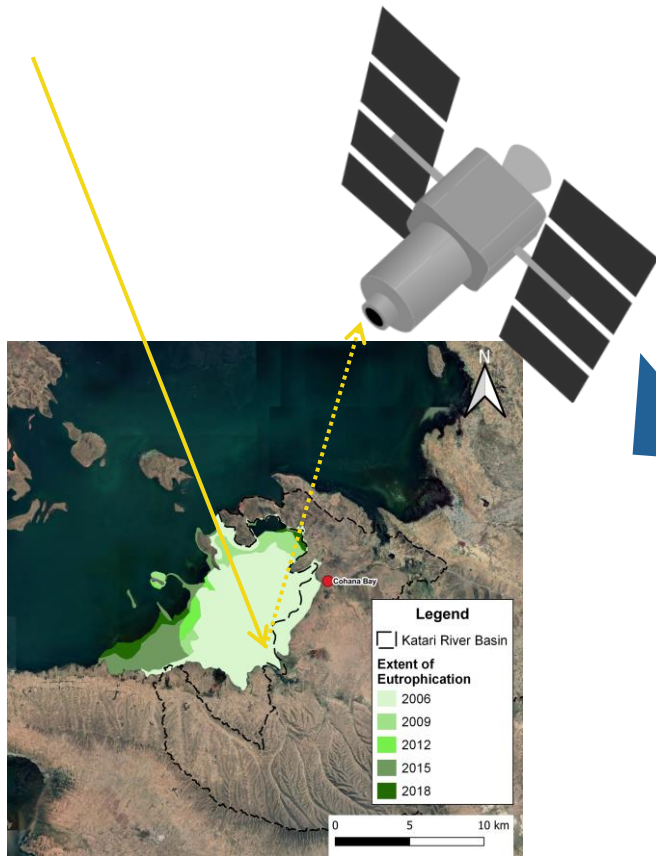 N
Cohana Bay
Legend
Katari River Basin
Extent of
Eutrophication
2006
2009
2012
2015
2018
0 5 10 km